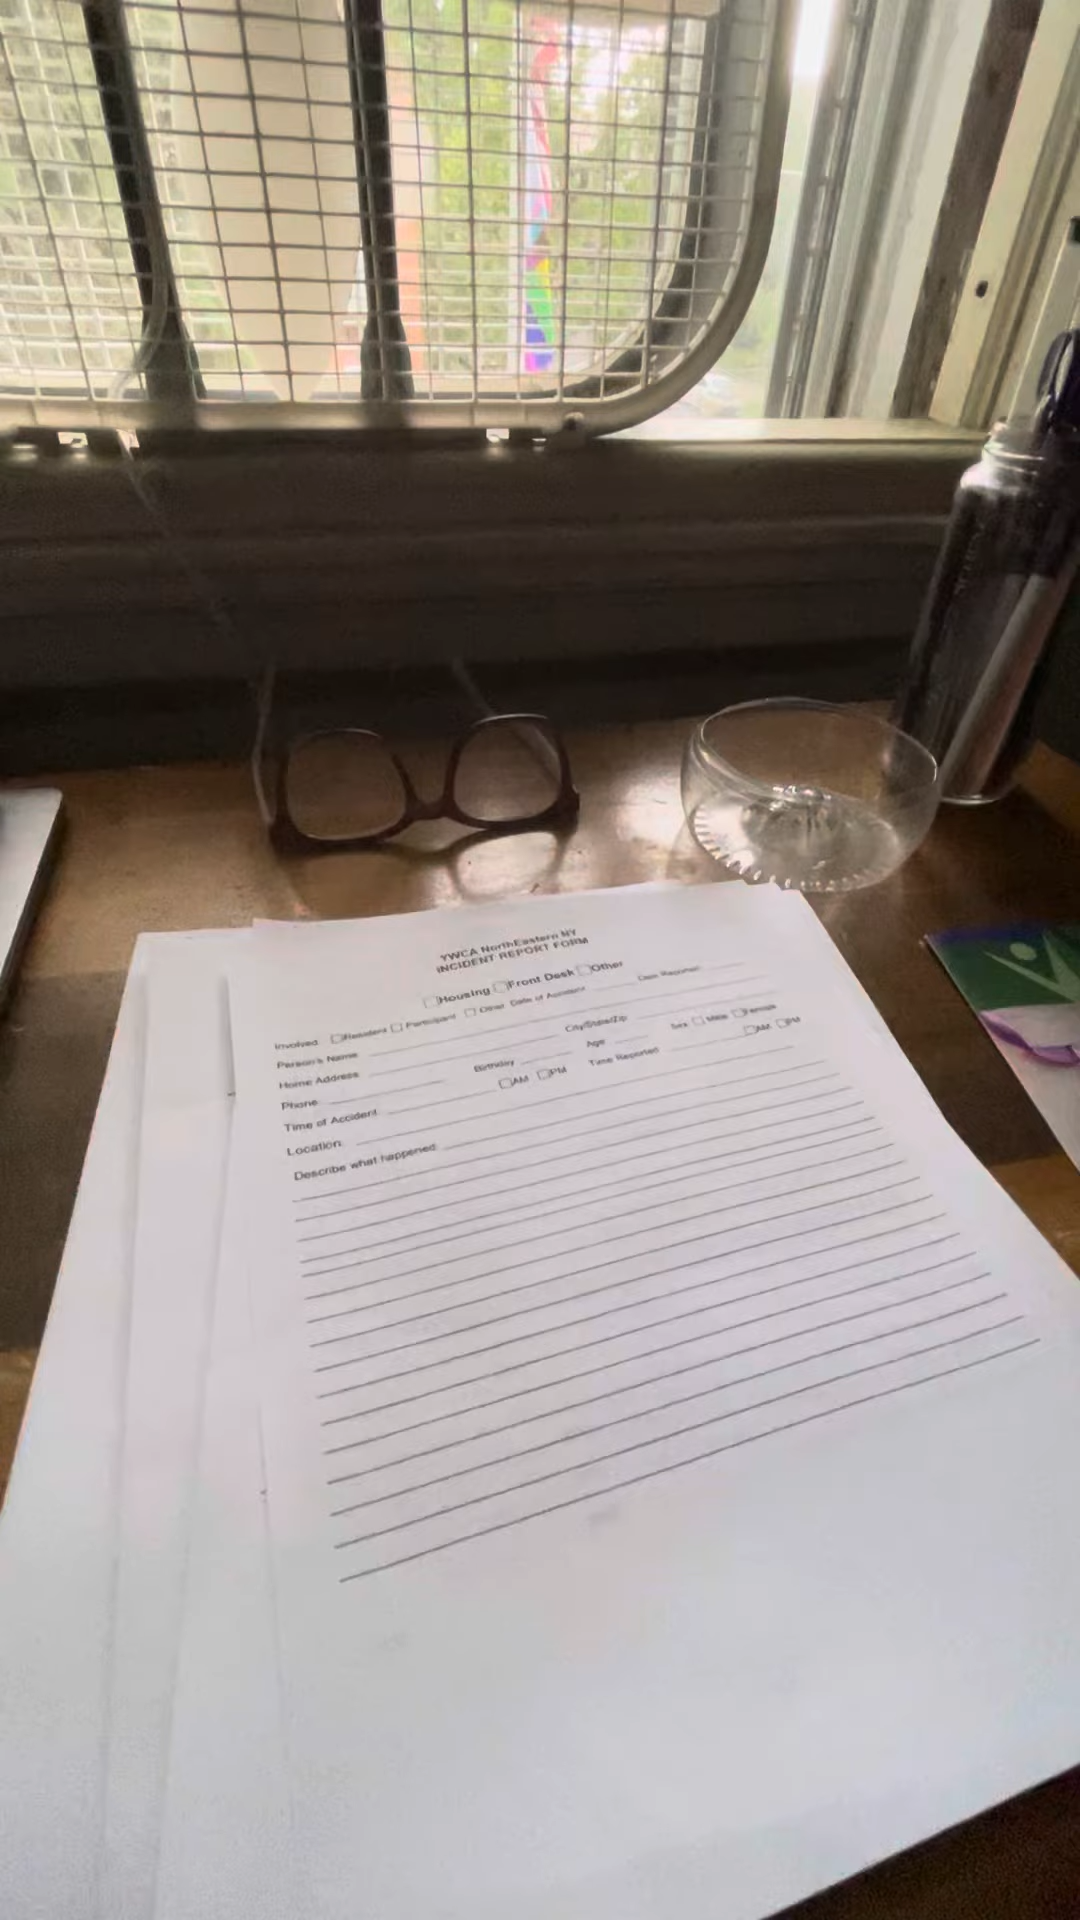 YWCA NorthEastern NY
INCIDENT REPORT FORM
Housing Front Desk Other
Involved Resident Participant Other Date of Accident Date Reported
Person's Name
Home Address City/State/Zip
Phone Birthday Age Sex Male Female
Time of Accident AM PM Time Reported AM PM
Location:
Describe what happened: